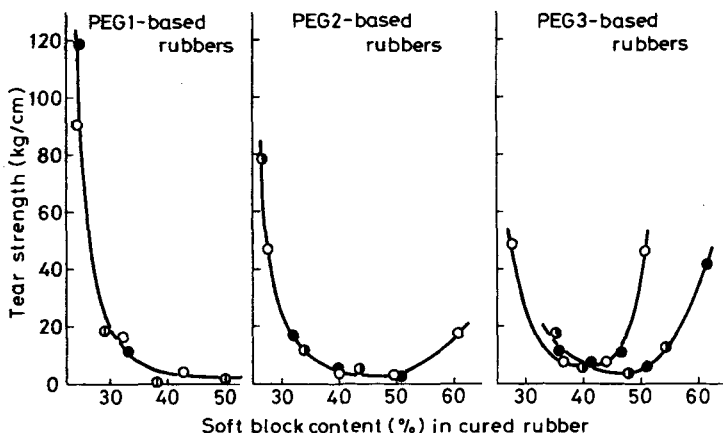 PEG1-based
rubbers
PEG2-based
rubbers
PEG3-based
rubbers
Tear strength (kg/cm)
120
100
80
60
40
20
0
30 40 50
30 40 50 60
30 40 50 60
Soft block content (%) in cured rubber